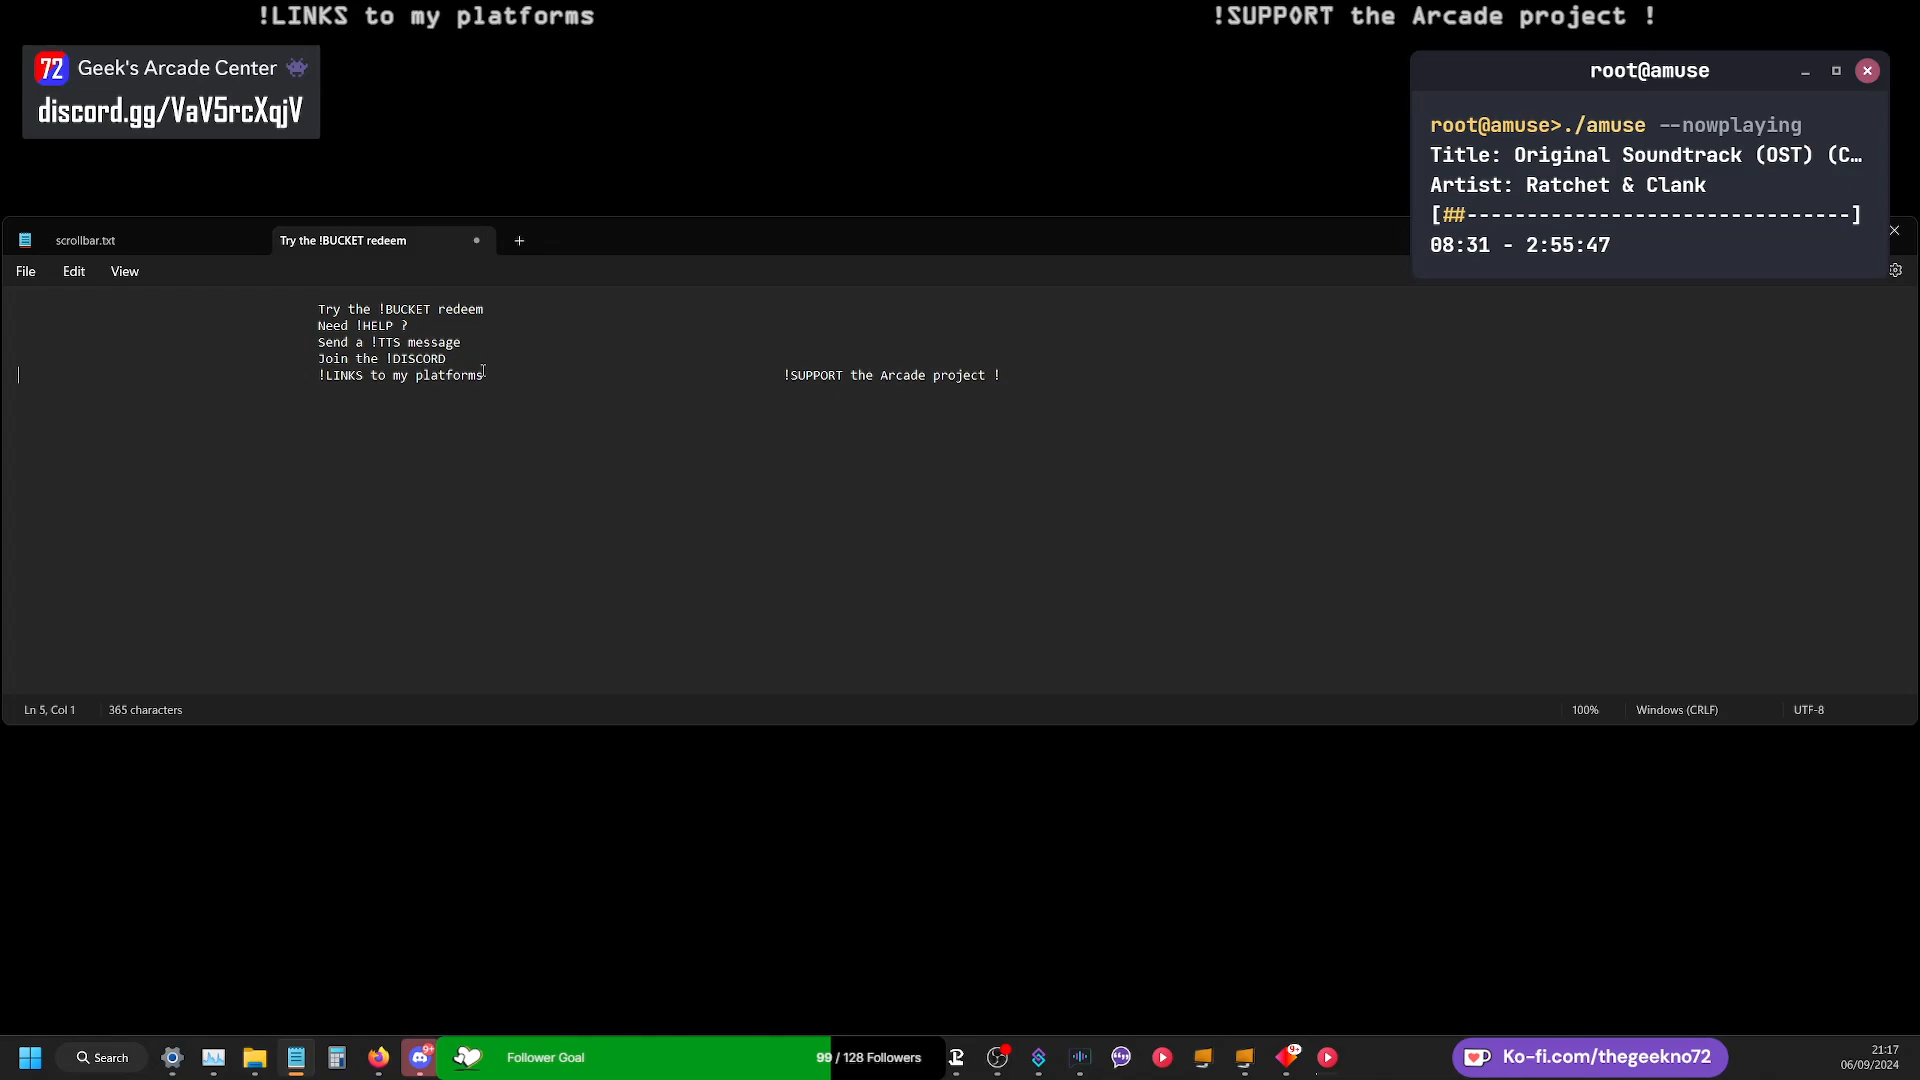 !LINKS to my platforms
!SUPPORT the Arcade project !
72 Geek's Arcade Center
discord.gg/VaV5rcXqjV
root@amuse
root@amuse>./amuse --nowplaying
Title: Original Soundtrack (OST) (C…
Artist: Ratchet & Clank
[##--------------------------------]
08:31 - 2:55:47
scrollbar.txt
Try the !BUCKET redeem
File
Edit
View
Try the !BUCKET redeem
Need !HELP ?
Send a !TTS message
Join the !DISCORD
!LINKS to my platforms
!SUPPORT the Arcade project !
Ln 5, Col 1
365 characters
100%
Windows (CRLF)
UTF-8
Search
9+
Follower Goal
99 / 128 Followers
9+
Ko-fi.com/thegeekno72
21:17
06/09/2024